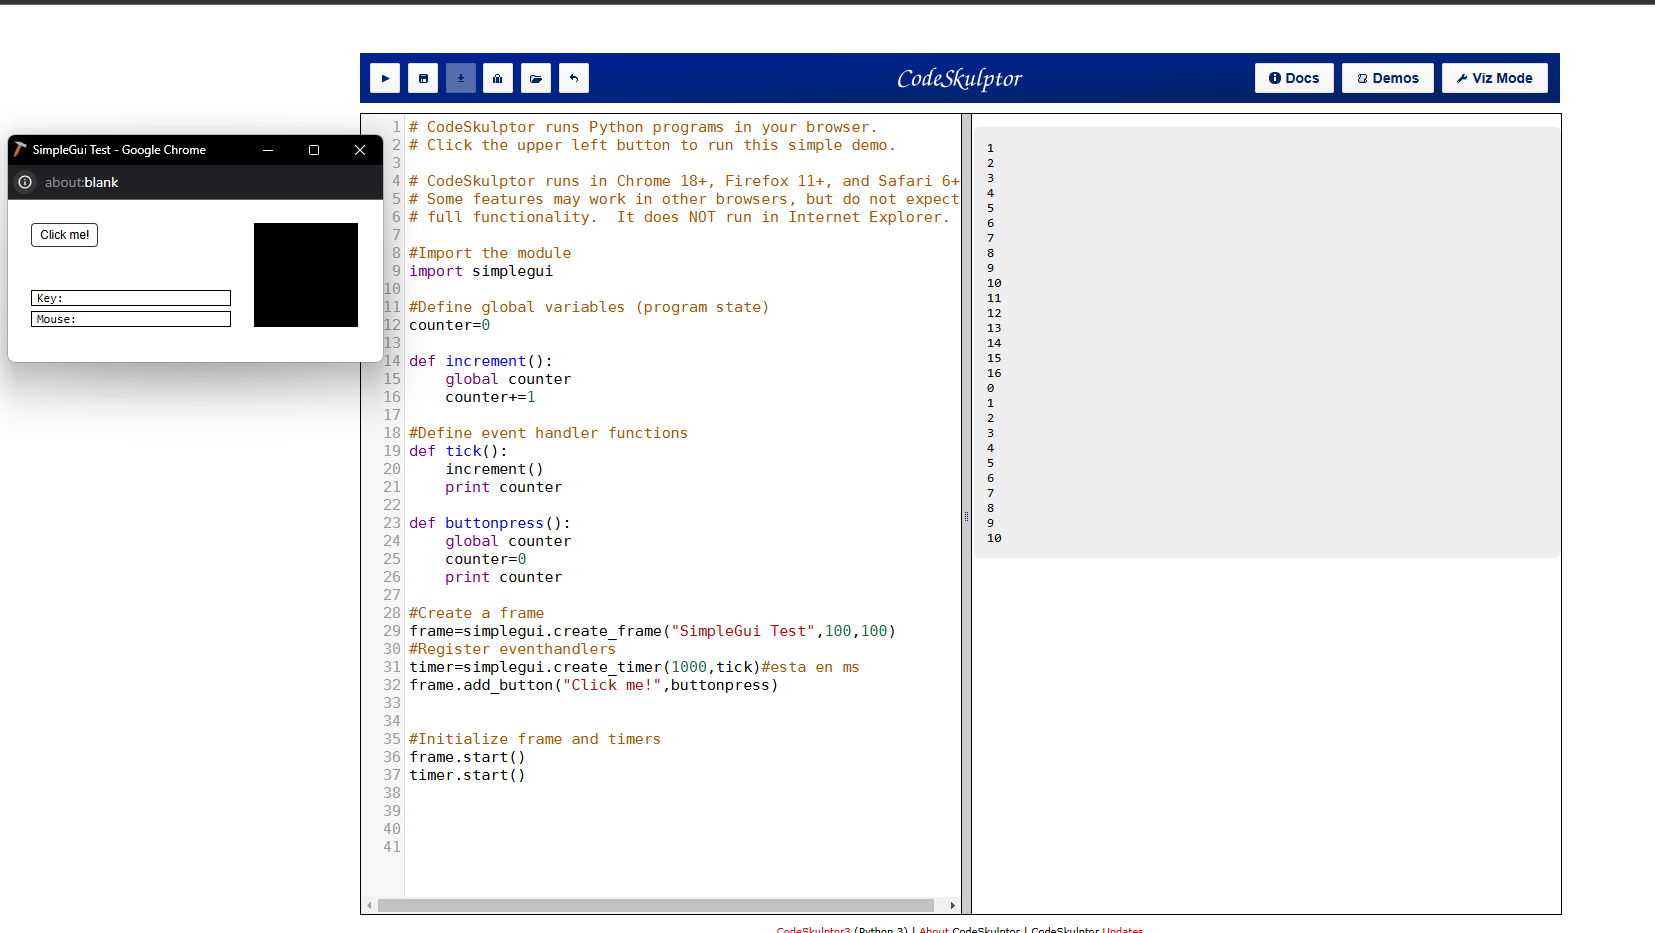 CodeSkulptor
Docs
Demos
Viz Mode
SimpleGui Test - Google Chrome
about:blank
Click me!
Key:
Mouse:
1 # CodeSkulptor runs Python programs in your browser.
2 # Click the upper left button to run this simple demo.
3
4 # CodeSkulptor runs in Chrome 18+, Firefox 11+, and Safari 6+
5 # Some features may work in other browsers, but do not expect
6 # full functionality.  It does NOT run in Internet Explorer.
7
8 #Import the module
9 import simplegui
10
11 #Define global variables (program state)
12 counter=0
13
14 def increment():
15     global counter
16     counter+=1
17
18 #Define event handler functions
19 def tick():
20     increment()
21     print counter
22
23 def buttonpress():
24     global counter
25     counter=0
26     print counter
27
28 #Create a frame
29 frame=simplegui.create_frame("SimpleGui Test",100,100)
30 #Register eventhandlers
31 timer=simplegui.create_timer(1000,tick)#esta en ms
32 frame.add_button("Click me!",buttonpress)
33
34
35 #Initialize frame and timers
36 frame.start()
37 timer.start()
38
39
40
41
1
2
3
4
5
6
7
8
9
10
11
12
13
14
15
16
0
1
2
3
4
5
6
7
8
9
10
CodeSkulptor3 (Python 3) | About CodeSkulptor | CodeSkulptor Updates